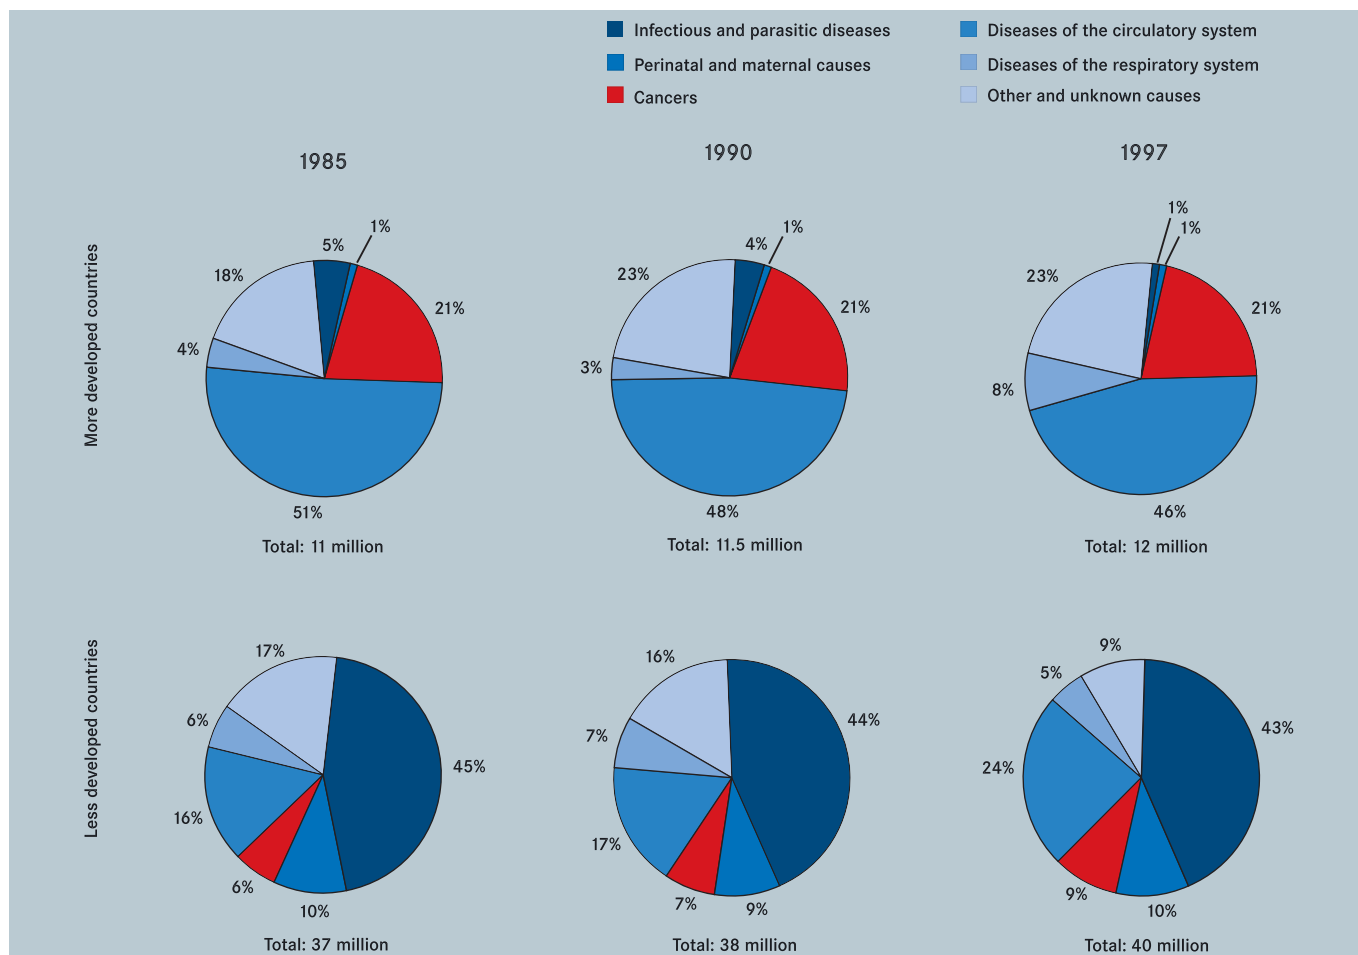 Infectious and parasitic diseases
Perinatal and maternal causes
Cancers
Diseases of the circulatory system
Diseases of the respiratory system
Other and unknown causes
1985
1990
1997
More developed countries
5%
1%
21%
51%
4%
18%
Total: 11 million
4%
1%
21%
48%
3%
23%
Total: 11.5 million
1%
1%
21%
46%
8%
23%
Total: 12 million
Less developed countries
45%
10%
6%
16%
6%
17%
Total: 37 million
44%
9%
7%
17%
7%
16%
Total: 38 million
43%
10%
9%
24%
5%
9%
Total: 40 million